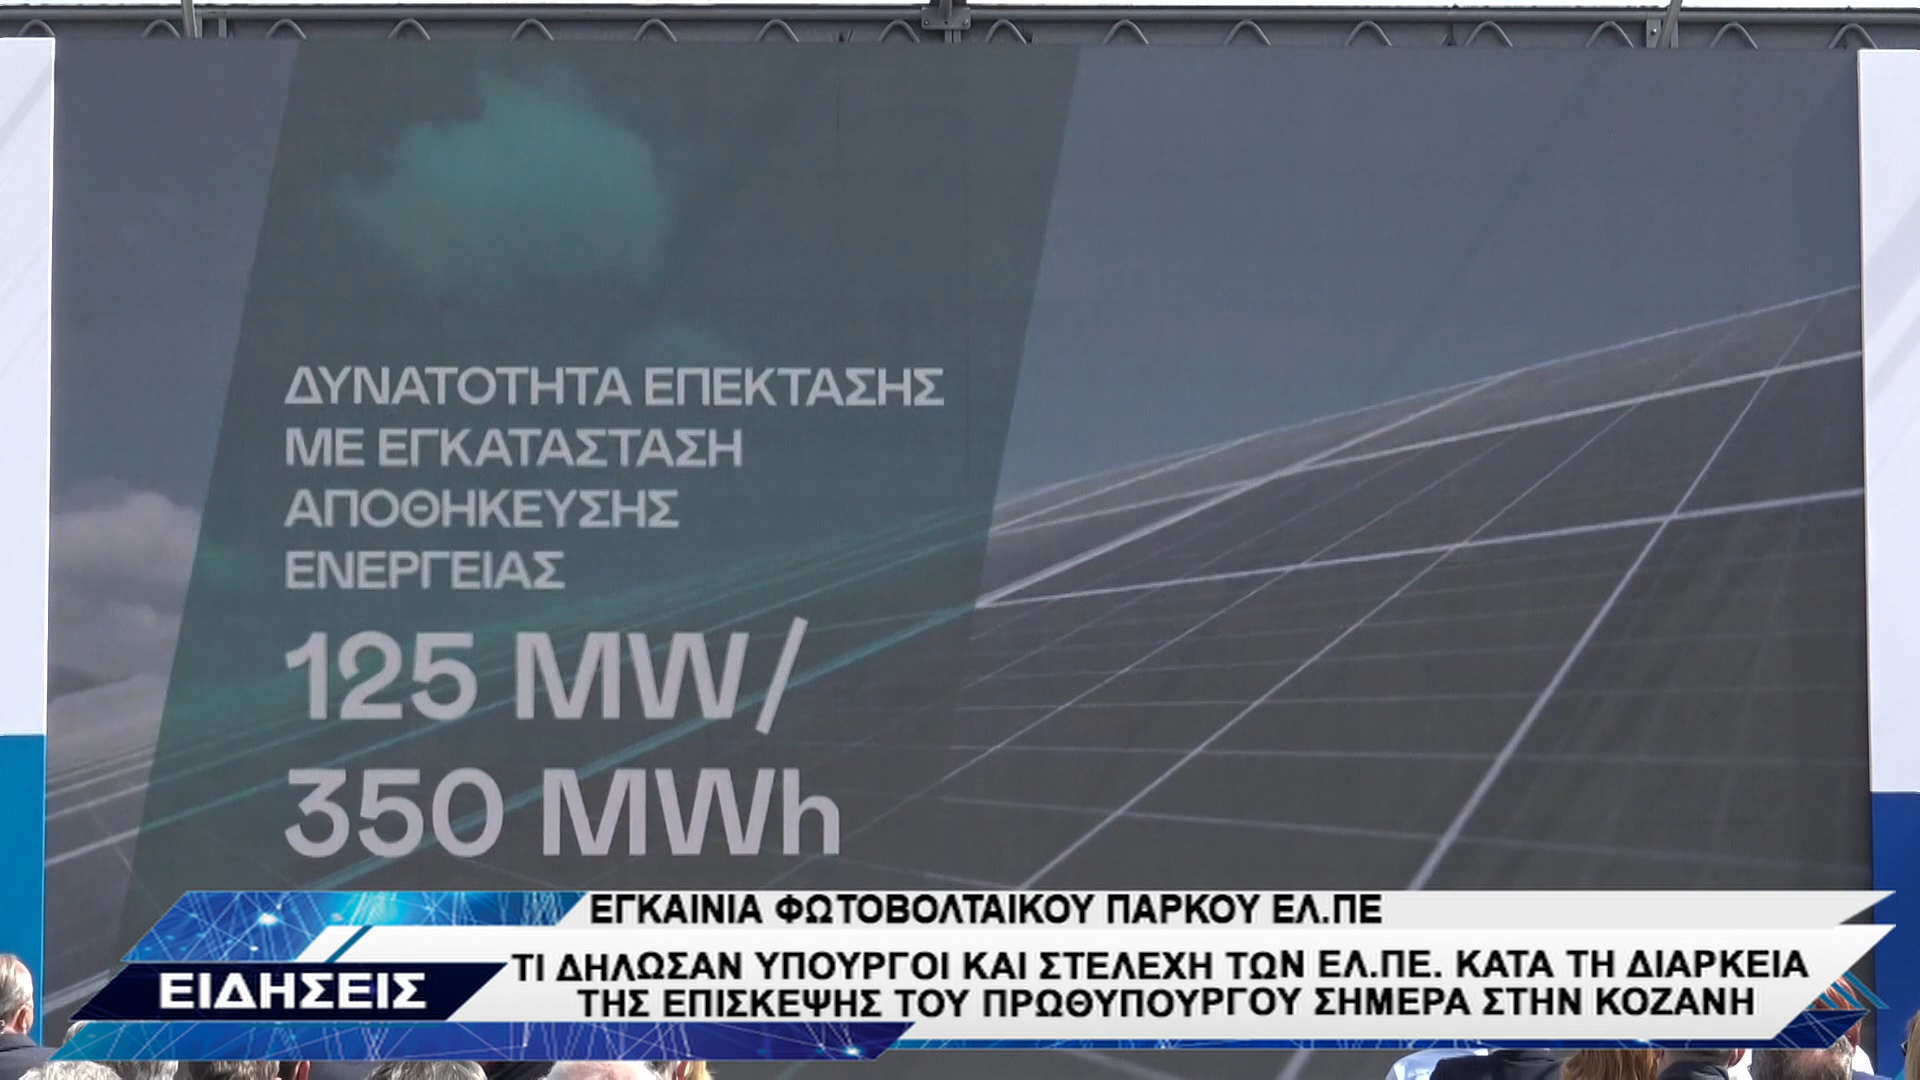 ΔΥΝΑΤΟΤΗΤΑ ΕΠΕΚΤΑΣΗΣ
ΜΕ ΕΓΚΑΤΑΣΤΑΣΗ
ΑΠΟΘΗΚΕΥΣΗΣ
ΕΝΕΡΓΕΙΑΣ
125 MW/
350 MWh
ΕΓΚΑΙΝΙΑ ΦΩΤΟΒΟΛΤΑΙΚΟΥ ΠΑΡΚΟΥ ΕΛ.ΠΕ
ΕΙΔΗΣΕΙΣ
ΤΙ ΔΗΛΩΣΑΝ ΥΠΟΥΡΓΟΙ ΚΑΙ ΣΤΕΛΕΧΗ ΤΩΝ ΕΛ.ΠΕ. ΚΑΤΑ ΤΗ ΔΙΑΡΚΕΙΑ
ΤΗΣ ΕΠΙΣΚΕΨΗΣ ΤΟΥ ΠΡΩΘΥΠΟΥΡΓΟΥ ΣΗΜΕΡΑ ΣΤΗΝ ΚΟΖΑΝΗ